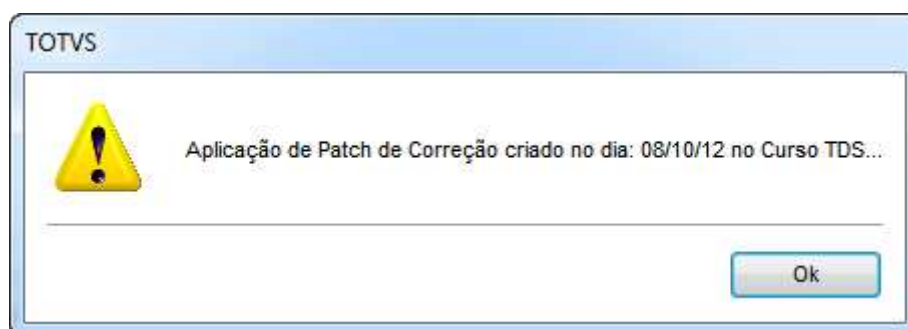 TOTVS
Aplicação de Patch de Correção criado no dia: 08/10/12 no Curso TDS...
Ok